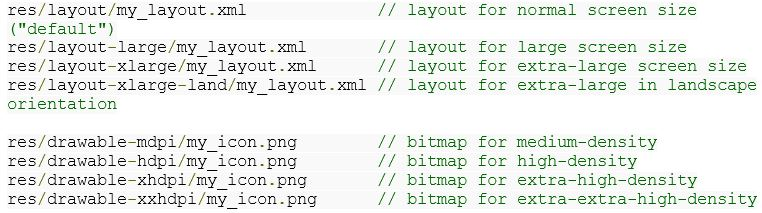 res/layout/my_layout.xml             // layout for normal screen size
("default")
res/layout-large/my_layout.xml       // layout for large screen size
res/layout-xlarge/my_layout.xml      // layout for extra-large screen size
res/layout-xlarge-land/my_layout.xml // layout for extra-large in landscape
orientation

res/drawable-mdpi/my_icon.png        // bitmap for medium-density
res/drawable-hdpi/my_icon.png        // bitmap for high-density
res/drawable-xhdpi/my_icon.png       // bitmap for extra-high-density
res/drawable-xxhdpi/my_icon.png      // bitmap for extra-extra-high-density